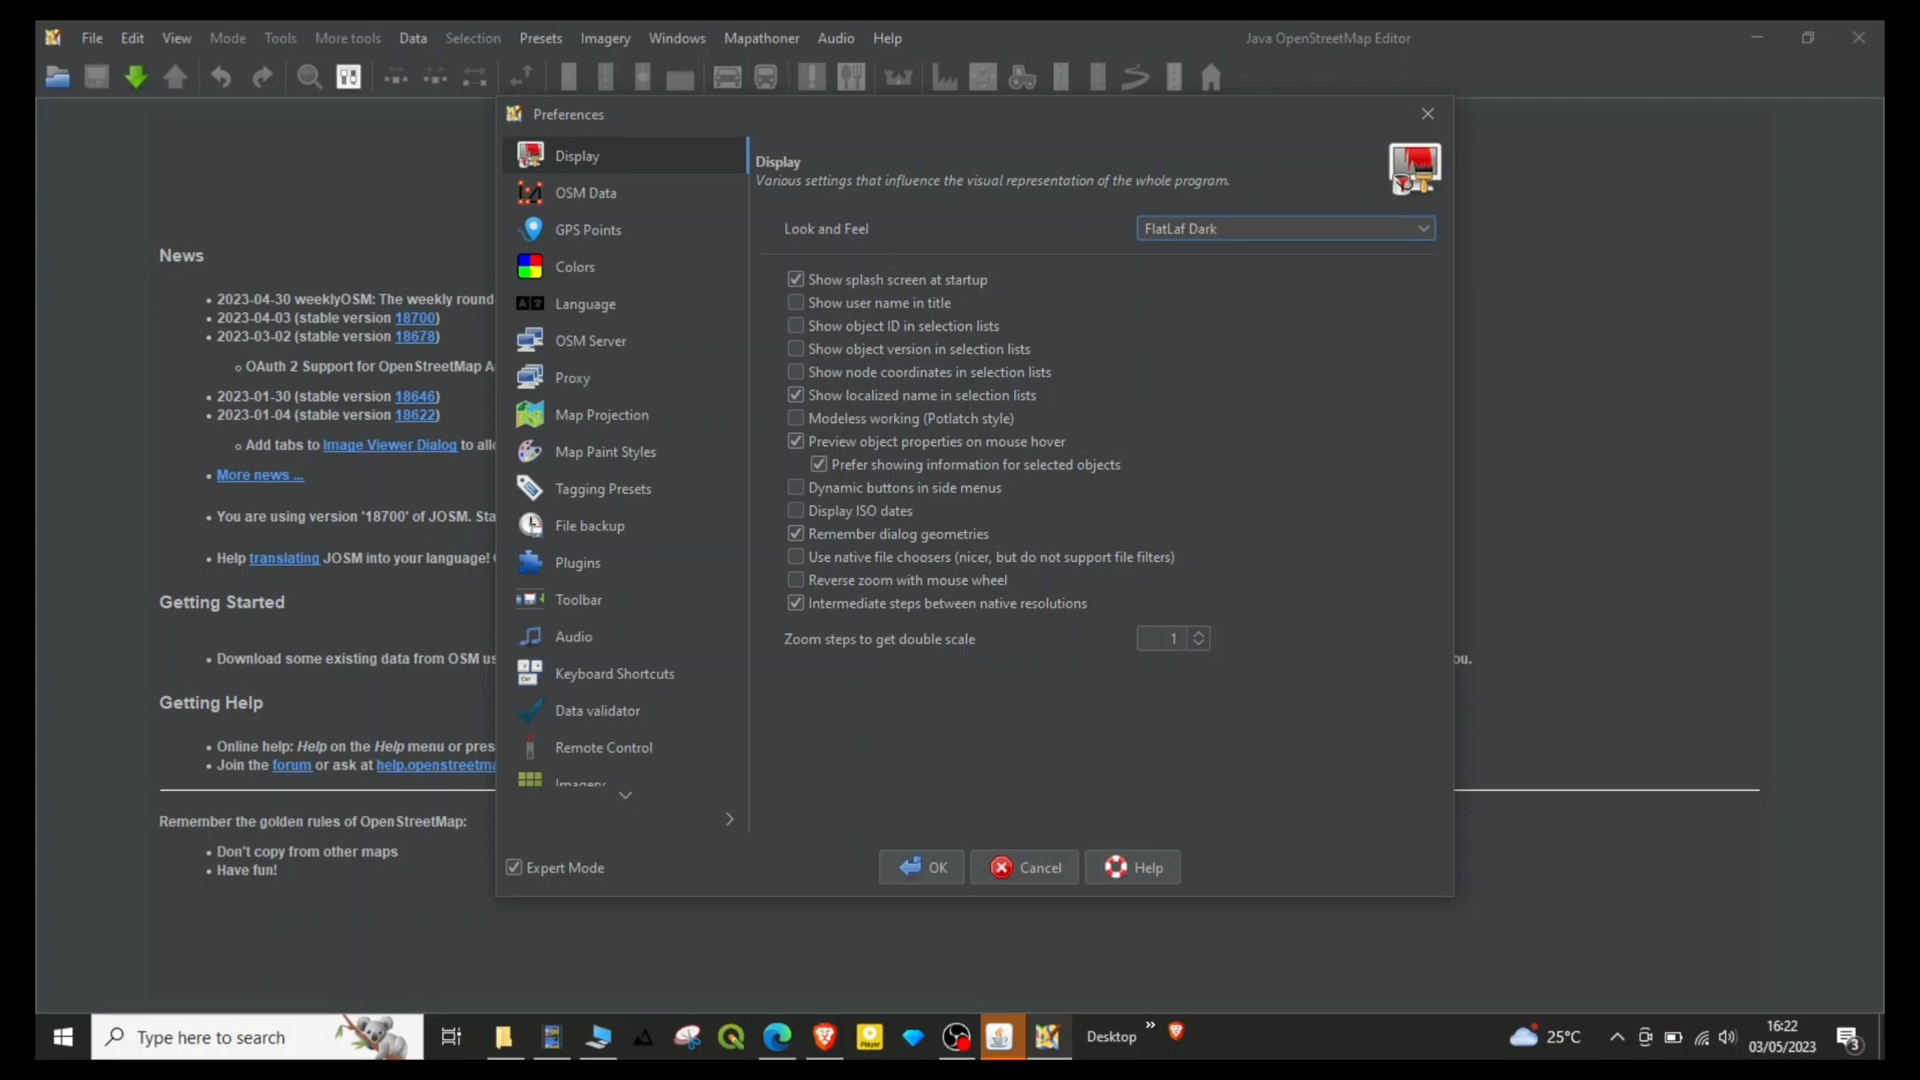 File Edit View Mode Tools More tools Data Selection Presets Imagery Windows Mapathoner Audio Help
Java OpenStreetMap Editor
News
• 2023-04-30 weeklyOSM: The weekly round
• 2023-04-03 (stable version 18700)
• 2023-03-02 (stable version 18678)
o OAuth 2 Support for OpenStreetMap A
• 2023-01-30 (stable version 18646)
• 2023-01-04 (stable version 18622)
o Add tabs to Image Viewer Dialog to all
• More news ...
• You are using version '18700' of JOSM. Sta
• Help translating JOSM into your language!
Getting Started
• Download some existing data from OSM us
ou.
Getting Help
• Online help: Help on the Help menu or pres
• Join the forum or ask at help.openstreetma
Remember the golden rules of OpenStreetMap:
• Don't copy from other maps
• Have fun!
Preferences
Display
OSM Data
GPS Points
Colors
Language
OSM Server
Proxy
Map Projection
Map Paint Styles
Tagging Presets
File backup
Plugins
Toolbar
Audio
Keyboard Shortcuts
Data validator
Remote Control
Imagery
Expert Mode
Display
Various settings that influence the visual representation of the whole program.
Look and Feel FlatLaf Dark
Show splash screen at startup
Show user name in title
Show object ID in selection lists
Show object version in selection lists
Show node coordinates in selection lists
Show localized name in selection lists
Modeless working (Potlatch style)
Preview object properties on mouse hover
Prefer showing information for selected objects
Dynamic buttons in side menus
Display ISO dates
Remember dialog geometries
Use native file choosers (nicer, but do not support file filters)
Reverse zoom with mouse wheel
Intermediate steps between native resolutions
Zoom steps to get double scale 1
OK Cancel Help
Type here to search
Player
Desktop
25°C
16:22
03/05/2023
3